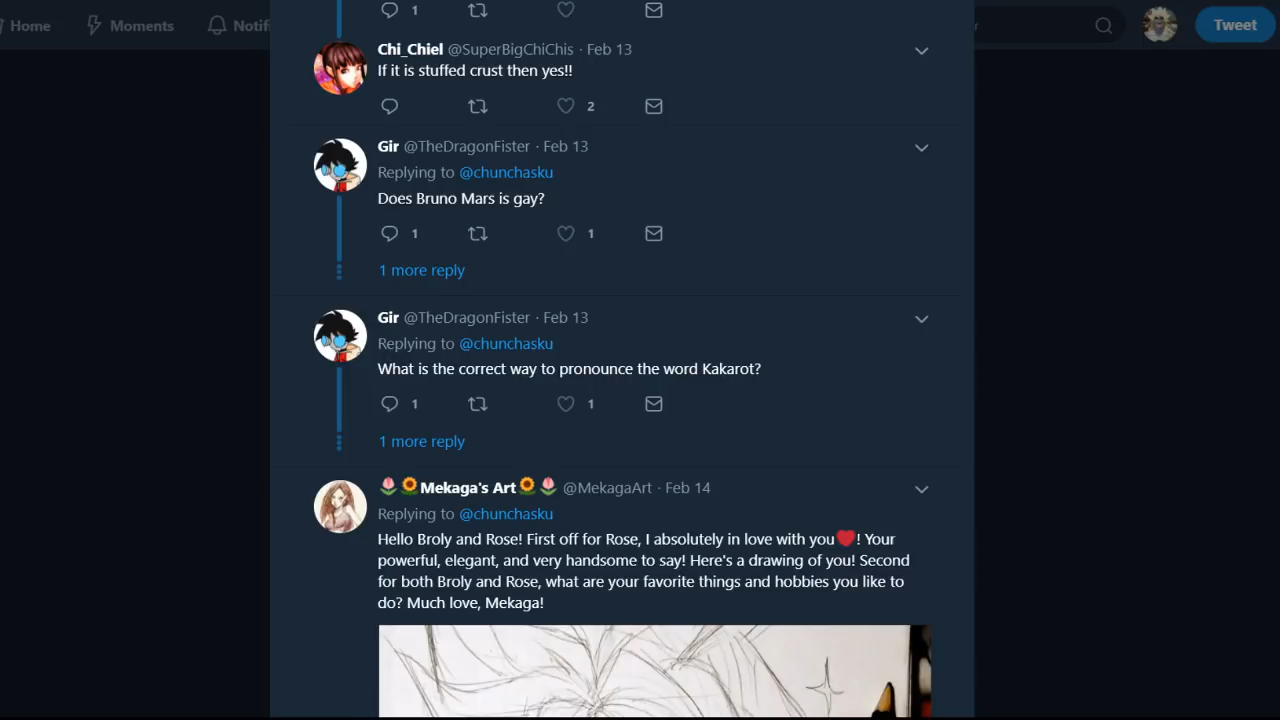 Home
Moments
Tweet
1
Chi_Chiel @SuperBigChiChis · Feb 13
If it is stuffed crust then yes!!
2
Gir @TheDragonFister · Feb 13
Replying to @chunchasku
Does Bruno Mars is gay?
1 1
1 more reply
Gir @TheDragonFister · Feb 13
Replying to @chunchasku
What is the correct way to pronounce the word Kakarot?
1 1
1 more reply
🌷🌻Mekaga's Art🌻🌷 @MekagaArt · Feb 14
Replying to @chunchasku
Hello Broly and Rose! First off for Rose, I absolutely in love with you❤! Your
powerful, elegant, and very handsome to say! Here's a drawing of you! Second
for both Broly and Rose, what are your favorite things and hobbies you like to
do? Much love, Mekaga!